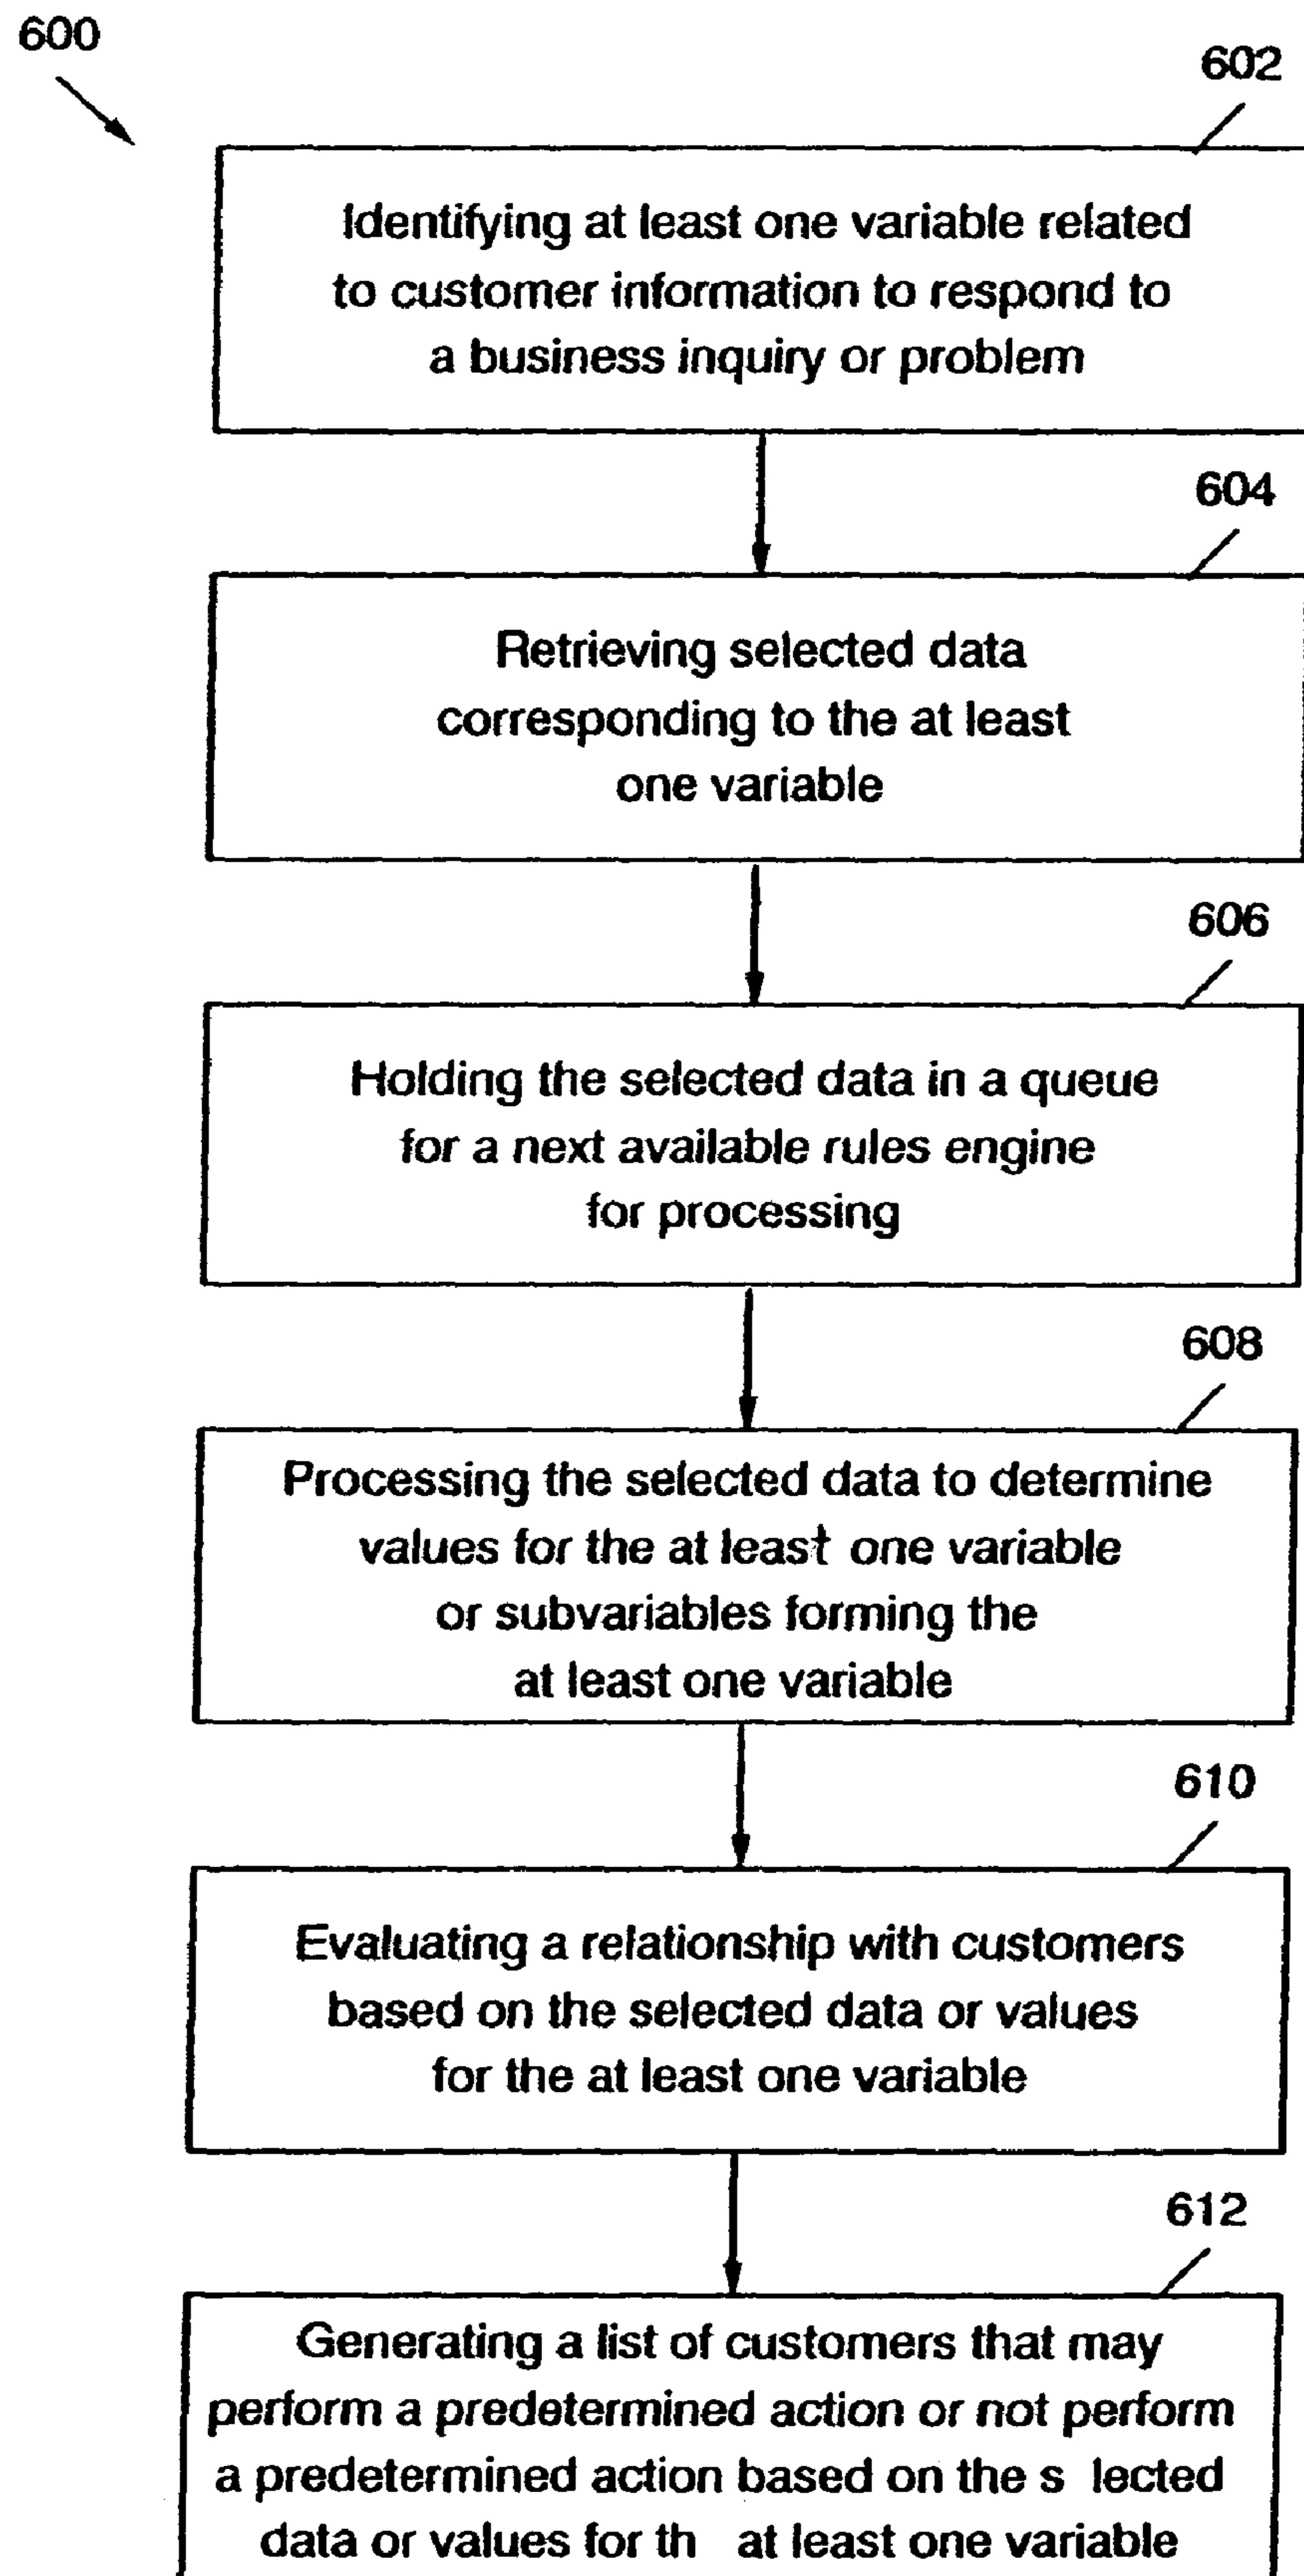 600
602
Identifying at least one variable related
to customer information to respond to
a business inquiry or problem
604
Retrieving selected data
corresponding to the at least
one variable
606
Holding the selected data in a queue
for a next available rules engine
for processing
608
Processing the selected data to determine
values for the at least one variable
or subvariables forming the
at least one variable
610
Evaluating a relationship with customers
based on the selected data or values
for the at least one variable
612
Generating a list of customers that may
perform a predetermined action or not perform
a predetermined action based on the s lected
data or values for th at least one variable